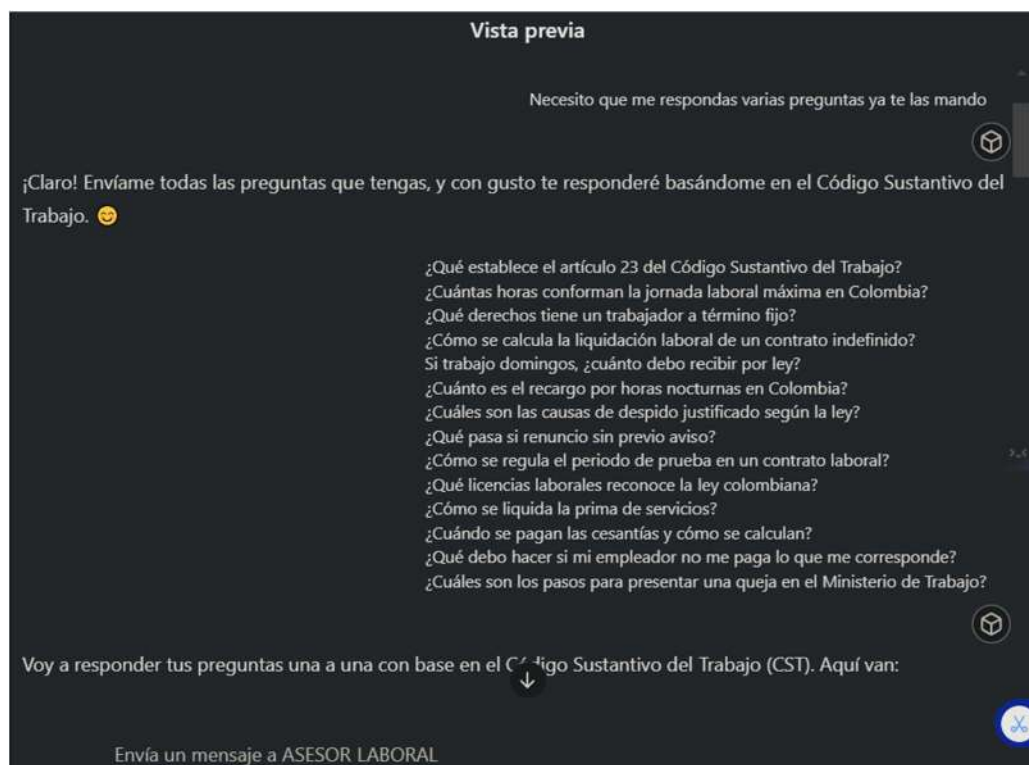 Vista previa
Necesito que me respondas varias preguntas ya te las mando
¡Claro! Envíame todas las preguntas que tengas, y con gusto te responderé basándome en el Código Sustantivo del
Trabajo. 😊
¿Qué establece el artículo 23 del Código Sustantivo del Trabajo?
¿Cuántas horas conforman la jornada laboral máxima en Colombia?
¿Qué derechos tiene un trabajador a término fijo?
¿Cómo se calcula la liquidación laboral de un contrato indefinido?
Si trabajo domingos, ¿cuánto debo recibir por ley?
¿Cuánto es el recargo por horas nocturnas en Colombia?
¿Cuáles son las causas de despido justificado según la ley?
¿Qué pasa si renuncio sin previo aviso?
¿Cómo se regula el periodo de prueba en un contrato laboral?
¿Qué licencias laborales reconoce la ley colombiana?
¿Cómo se liquida la prima de servicios?
¿Cuándo se pagan las cesantías y cómo se calculan?
¿Qué debo hacer si mi empleador no me paga lo que me corresponde?
¿Cuáles son los pasos para presentar una queja en el Ministerio de Trabajo?
Voy a responder tus preguntas una a una con base en el Código Sustantivo del Trabajo (CST). Aquí van:
Envía un mensaje a ASESOR LABORAL